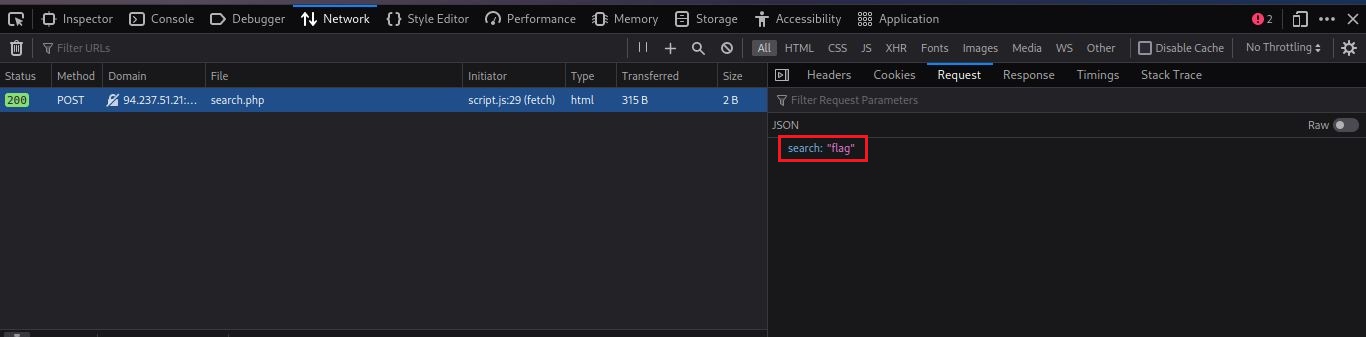 Inspector Console Debugger Network Style Editor Performance Memory Storage Accessibility Application 2
Filter URLs All HTML CSS JS XHR Fonts Images Media WS Other Disable Cache No Throttling
Status Method Domain File Initiator Type Transferred Size Headers Cookies Request Response Timings Stack Trace
200 POST 94.237.51.21:... search.php script.js:29 (fetch) html 315 B 2 B Filter Request Parameters
JSON Raw
search: "flag"